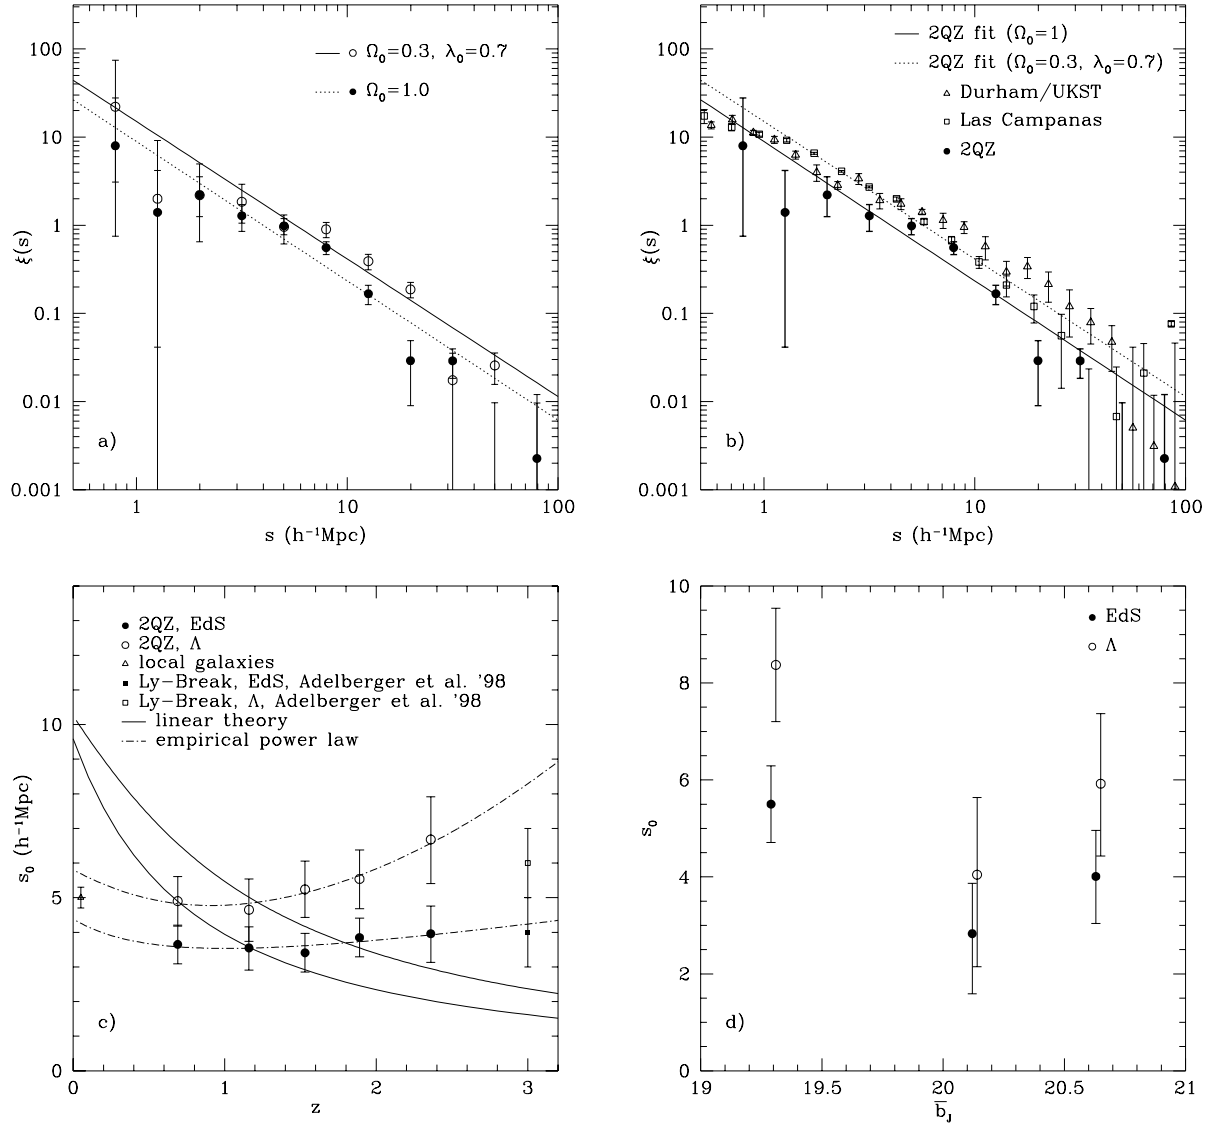 100
10
1
0.1
0.01
0.001
ξ(s)
Ω₀=0.3, λ₀=0.7
Ω₀=1.0
a)
1
10
100
s (h⁻¹Mpc)
100
10
1
0.1
0.01
0.001
ξ(s)
2QZ fit (Ω₀=1)
2QZ fit (Ω₀=0.3, λ₀=0.7)
Durham/UKST
Las Campanas
2QZ
b)
1
10
100
s (h⁻¹Mpc)
10
5
0
s₀ (h⁻¹Mpc)
2QZ, EdS
2QZ, Λ
local galaxies
Ly-Break, EdS, Adelberger et al. '98
Ly-Break, Λ, Adelberger et al. '98
linear theory
empirical power law
c)
0
1
2
3
z
10
8
6
4
2
0
s₀
EdS
Λ
d)
19
19.5
20
20.5
21
b̅_J